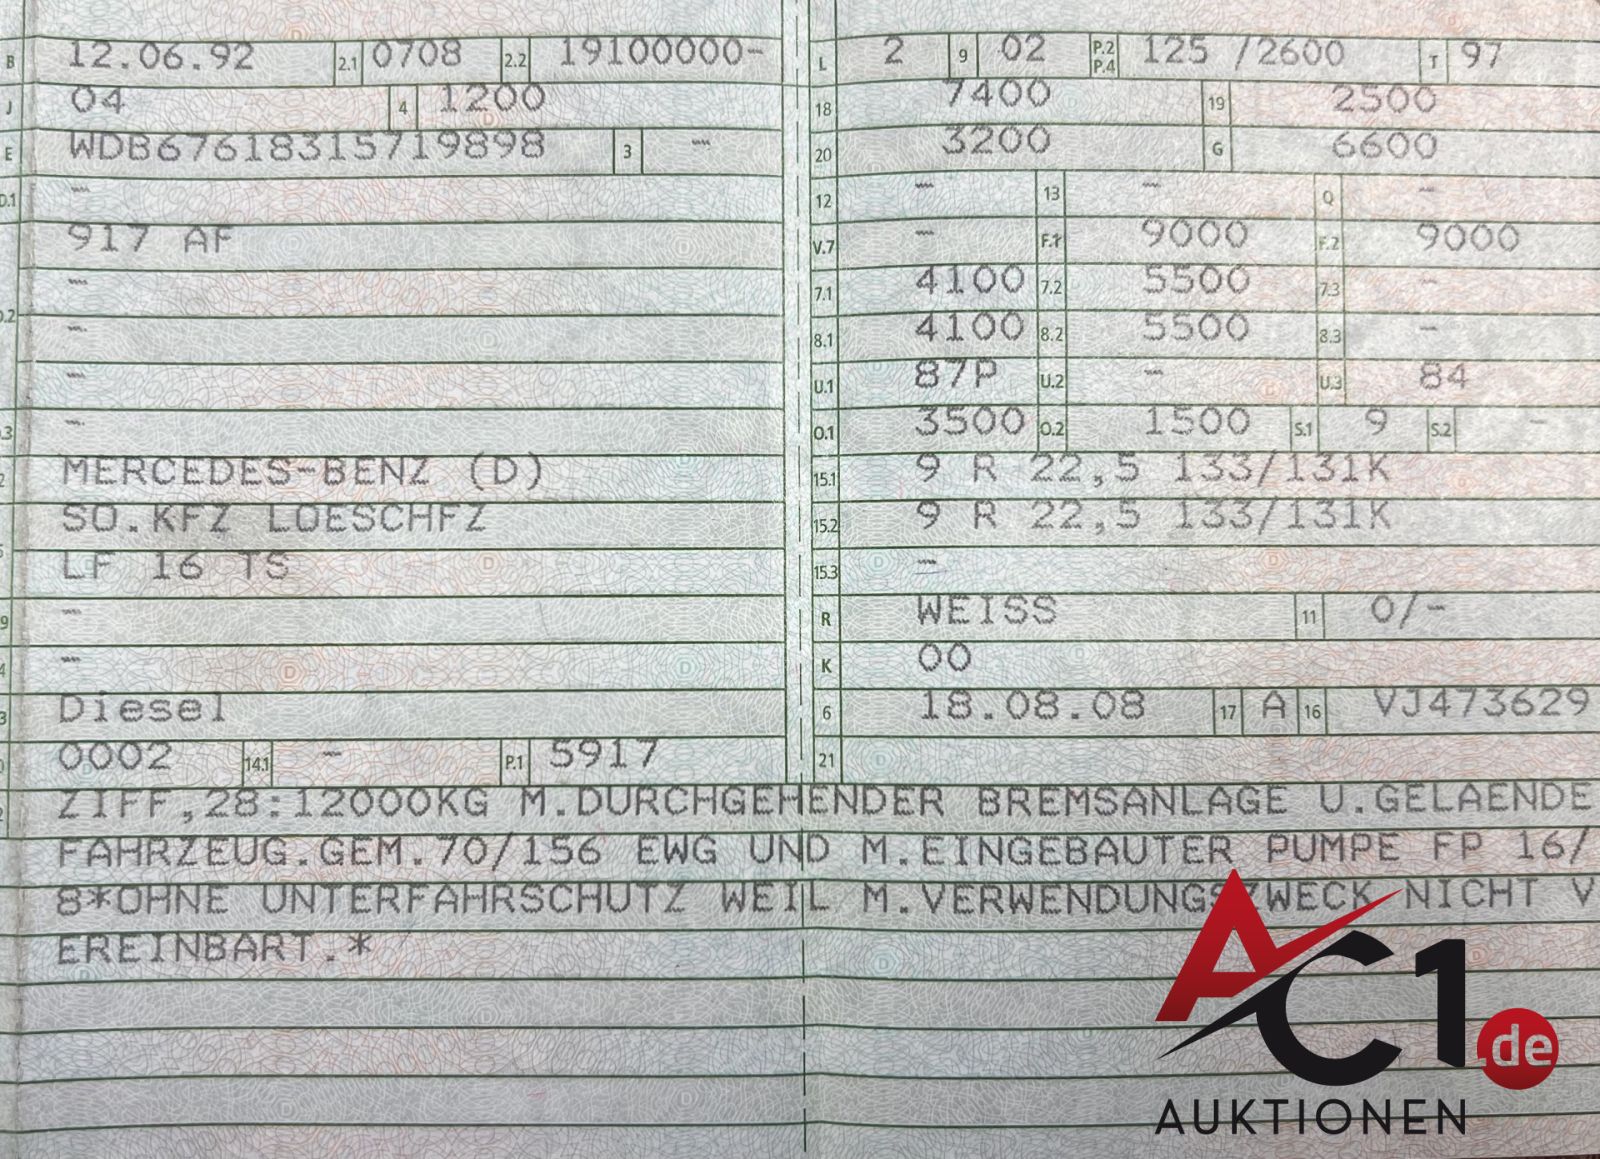 B 12.06.92 2.1 0708 2.2 19100000-
J 04 4 1200
E WDB67618315719898 3 -
D.1 -
917 AF
-
-
-
-
MERCEDES-BENZ (D)
SO.KFZ LOESCHFZ
LF 16 TS
-
-
Diesel
0002 14.1 - P.1 5917
L 2 9 02 P.2 P.4 125 /2600 T 97
18 7400 19 2500
20 3200 G 6600
12 - 13 - Q -
V.7 - F.1 9000 F.2 9000
7.1 4100 7.2 5500 7.3 -
8.1 4100 8.2 5500 8.3 -
U.1 87P U.2 - U.3 84
O.1 3500 O.2 1500 S.1 9 S.2 -
15.1 9 R 22,5 133/131K
15.2 9 R 22,5 133/131K
15.3 -
R WEISS 11 0/-
K 00
6 18.08.08 17 A 16 VJ473629
21
ZIFF,28:12000KG M.DURCHGEHENDER BREMSANLAGE U.GELAENDE
FAHRZEUG.GEM.70/156 EWG UND M.EINGEBAUTER PUMPE FP 16/
8*OHNE UNTERFAHRSCHUTZ WEIL M.VERWENDUNGSZWECK NICHT V
EREINBART.*
AC1.de
AUKTIONEN